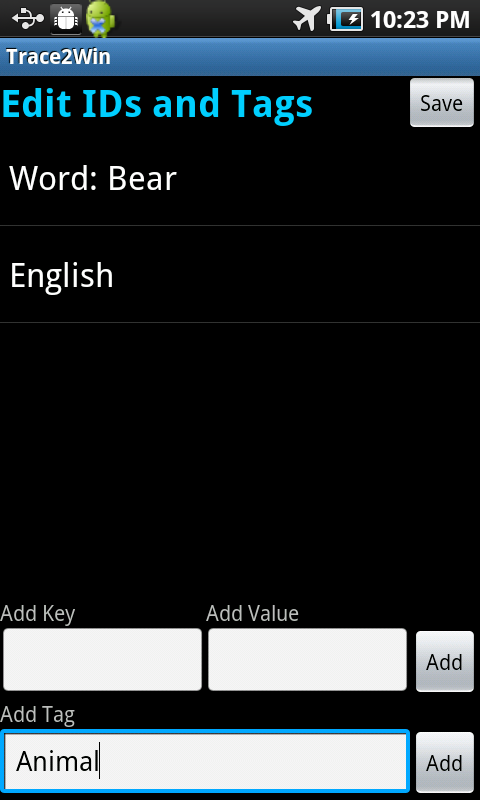 10:23 PM
Trace2Win
Edit IDs and Tags
Save
Word: Bear
English
Add Key
Add Value
Add
Add Tag
Animal
Add